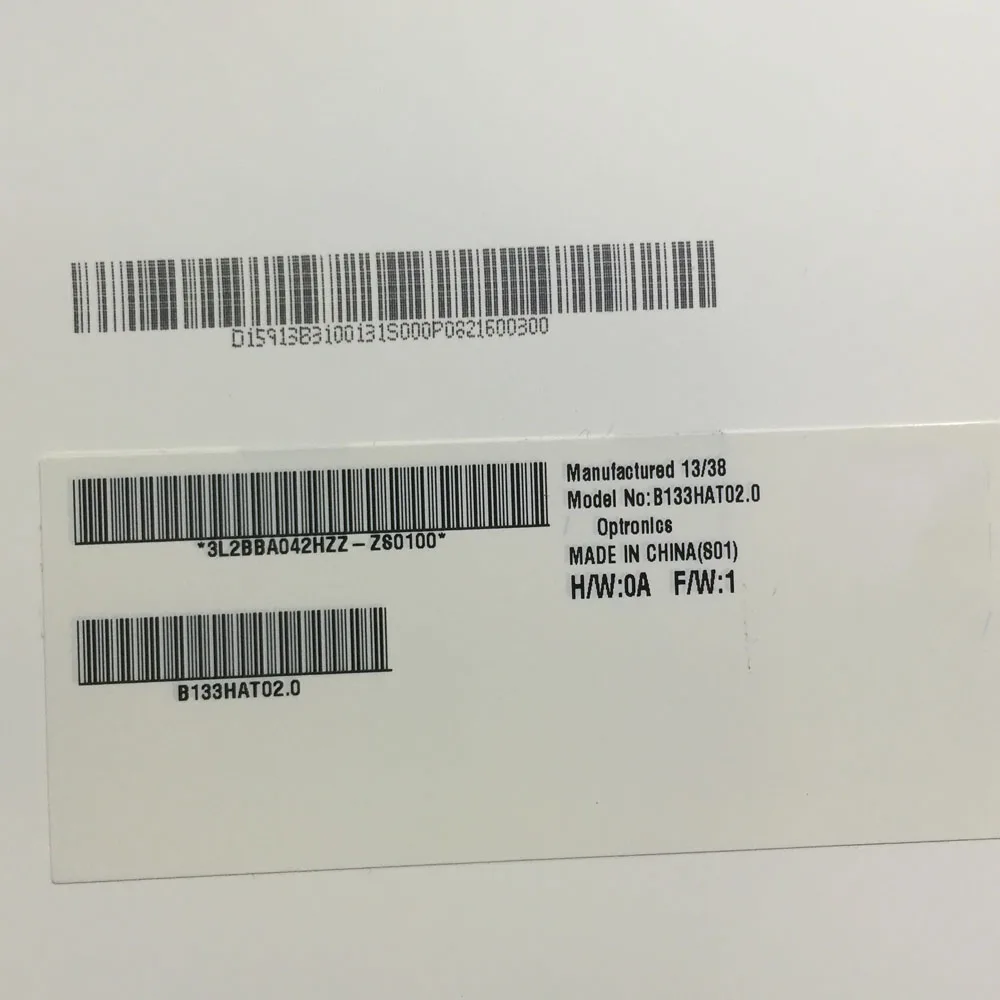 D15913B3100131S000P0821600300
Manufactured 13/38
Model No:B133HAT02.0
Optronics
MADE IN CHINA(S01)
H/W:0A F/W:1
*3L2BBA042HZZ-ZS0100*
B133HAT02.0